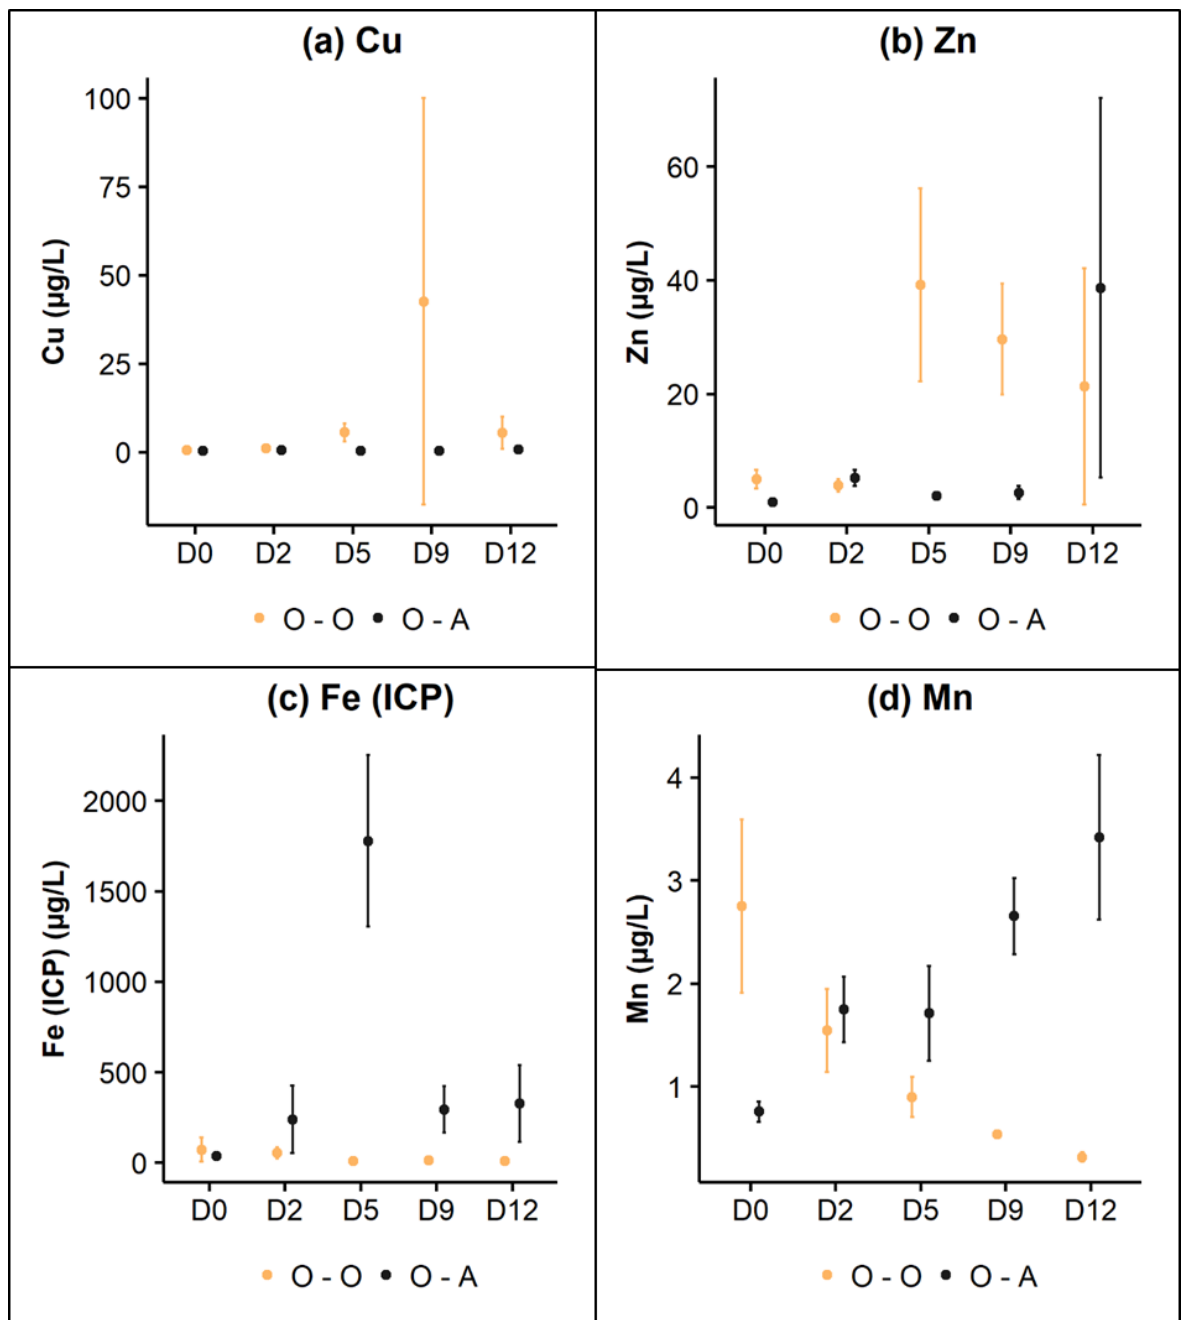 (a) Cu
Cu (µg/L)
100
75
50
25
0
D0 D2 D5 D9 D12
O - O O - A
(b) Zn
Zn (µg/L)
60
40
20
0
D0 D2 D5 D9 D12
O - O O - A
(c) Fe (ICP)
Fe (ICP) (µg/L)
2000
1500
1000
500
0
D0 D2 D5 D9 D12
O - O O - A
(d) Mn
Mn (µg/L)
4
3
2
1
D0 D2 D5 D9 D12
O - O O - A